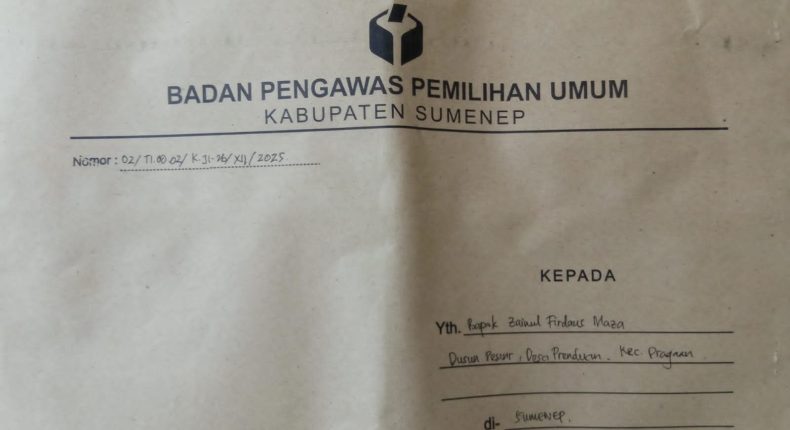 BADAN PENGAWAS PEMILIHAN UMUM
KABUPATEN SUMENEP
Nomor : 02/TI.00.02/K.JI-26/XII/2025
KEPADA
Yth. Bapak Zainul Firdaus Maza
Dusun Pesisir, Desa Prenduan. Kec. Pragaan.
di- SUMENEP.